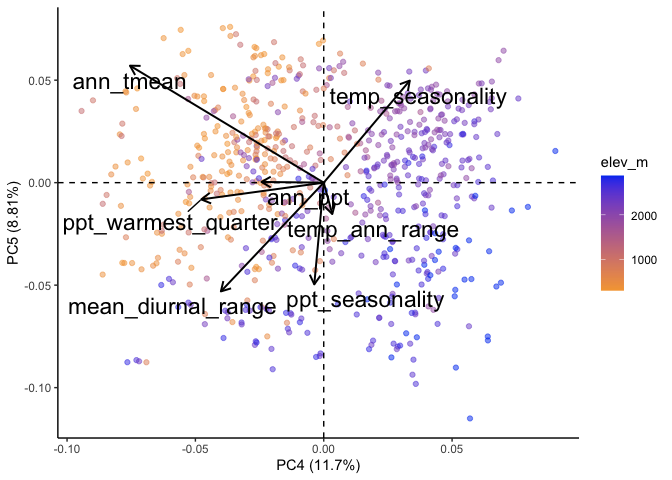 0.05
0.00
-0.05
-0.10
PC5 (8.81%)
ann_tmean
temp_seasonality
ann_ppt
ppt_warmest_quarter
temp_ann_range
mean_diurnal_range
ppt_seasonality
-0.10
-0.05
0.00
0.05
PC4 (11.7%)
elev_m
2000
1000